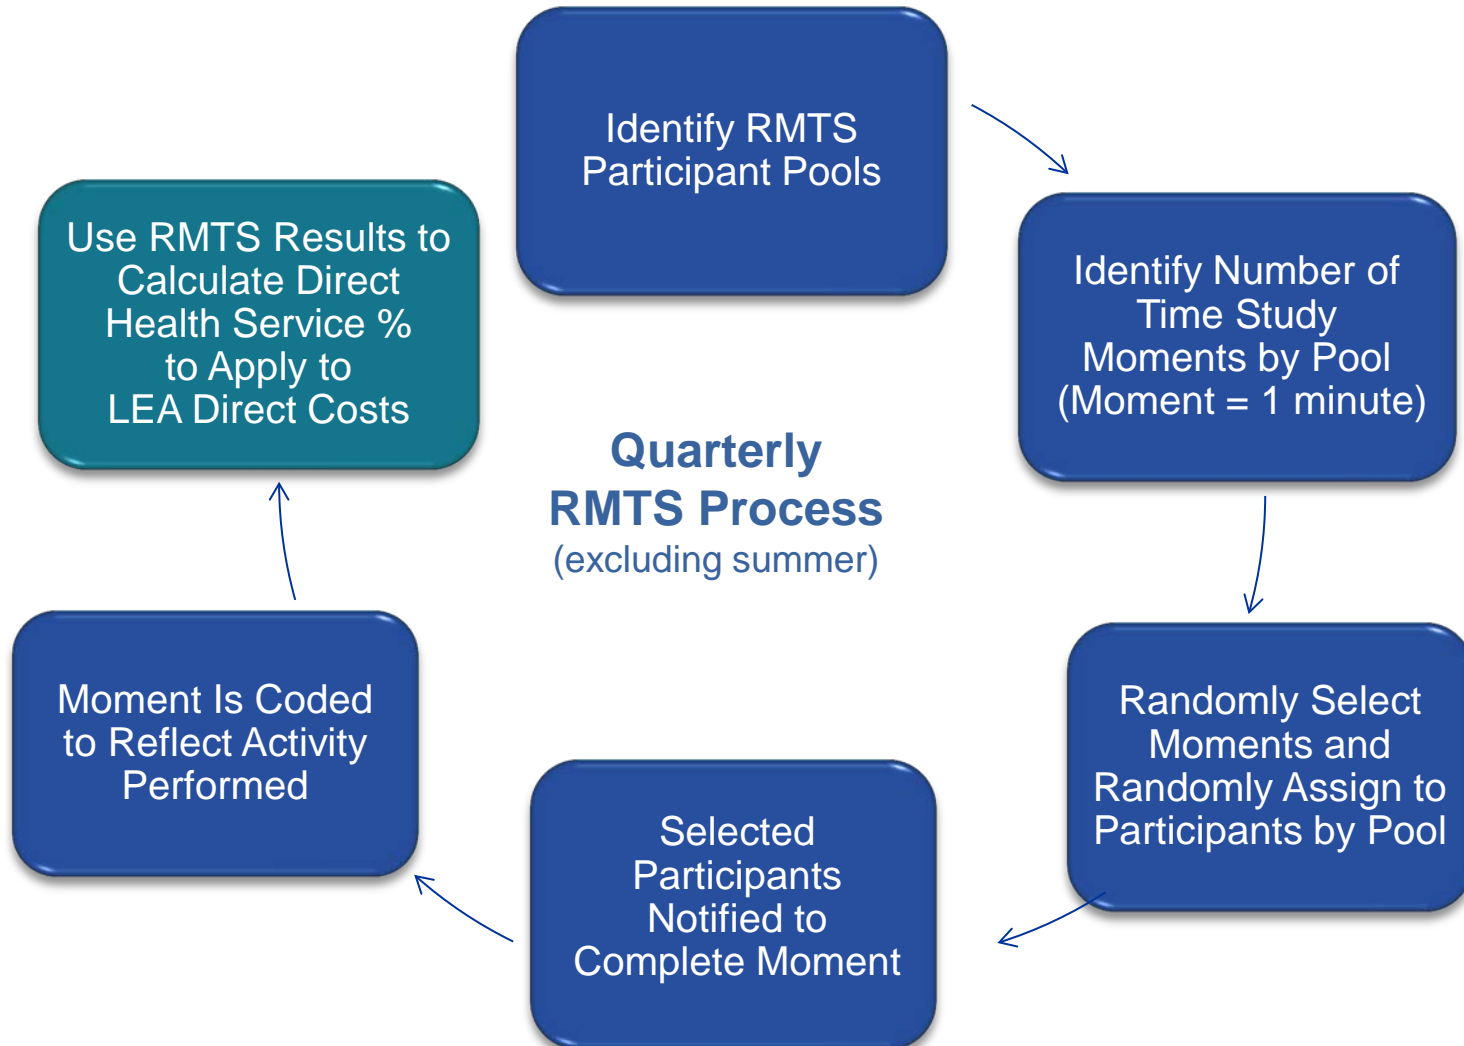 Identify RMTS
Participant Pools
Identify Number of
Time Study
Moments by Pool
(Moment = 1 minute)
Randomly Select
Moments and
Randomly Assign to
Participants by Pool
Selected
Participants
Notified to
Complete Moment
Moment Is Coded
to Reflect Activity
Performed
Use RMTS Results to
Calculate Direct
Health Service %
to Apply to
LEA Direct Costs
Quarterly
RMTS Process
(excluding summer)